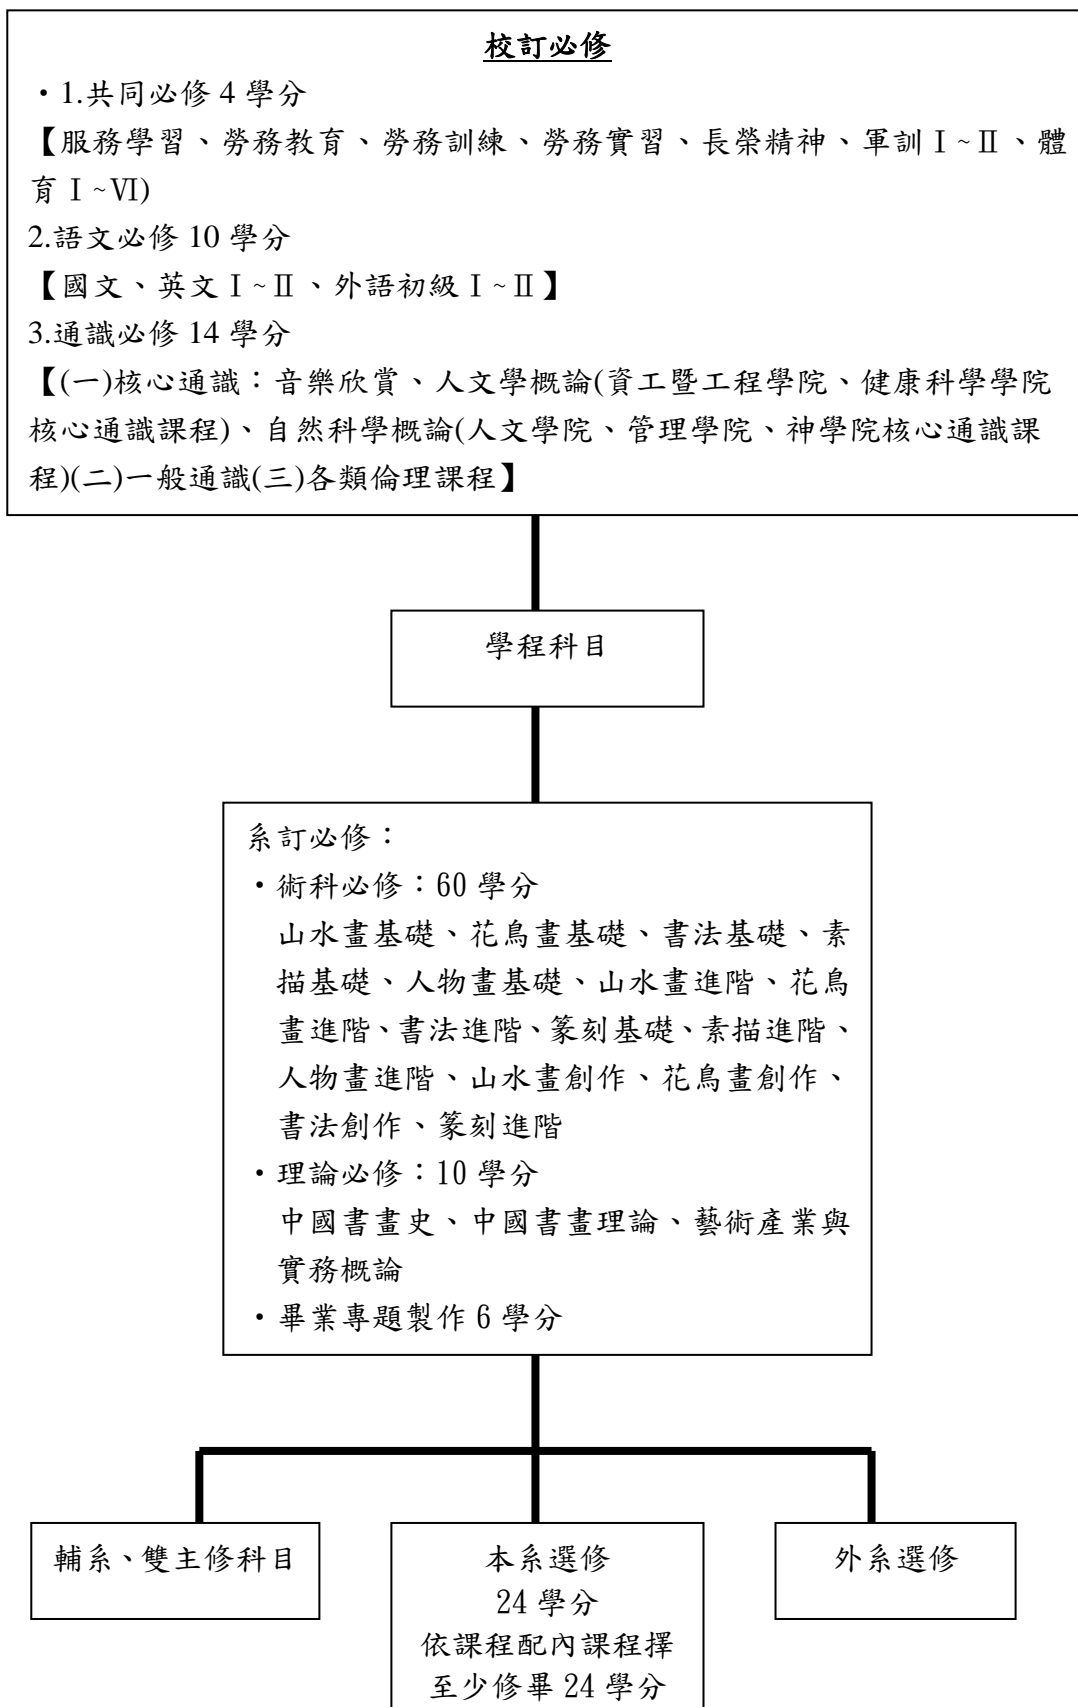 校訂必修
・1.共同必修 4 學分
【服務學習、勞務教育、勞務訓練、勞務實習、長榮精神、軍訓Ⅰ~Ⅱ、體
育Ⅰ~Ⅵ)
2.語文必修 10 學分
【國文、英文Ⅰ~Ⅱ、外語初級Ⅰ~Ⅱ】
3.通識必修 14 學分
【(一)核心通識：音樂欣賞、人文學概論(資工暨工程學院、健康科學學院
核心通識課程)、自然科學概論(人文學院、管理學院、神學院核心通識課
程)(二)一般通識(三)各類倫理課程】
學程科目
系訂必修：
・術科必修：60 學分
山水畫基礎、花鳥畫基礎、書法基礎、素
描基礎、人物畫基礎、山水畫進階、花鳥
畫進階、書法進階、篆刻基礎、素描進階、
人物畫進階、山水畫創作、花鳥畫創作、
書法創作、篆刻進階
・理論必修：10 學分
中國書畫史、中國書畫理論、藝術產業與
實務概論
・畢業專題製作 6 學分
輔系、雙主修科目
本系選修
24 學分
依課程配內課程擇
至少修畢 24 學分
外系選修